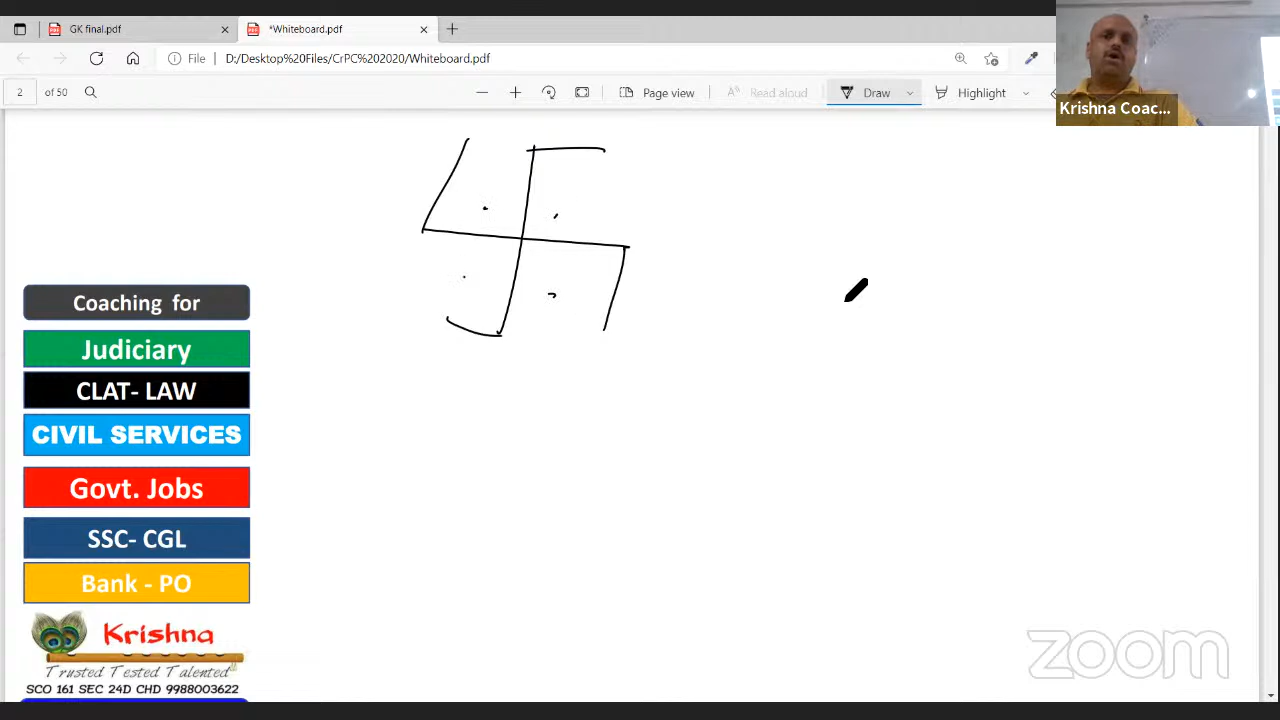 GK final.pdf
*Whiteboard.pdf
File
D:/Desktop%20Files/CrPC%202020/Whiteboard.pdf
2 of 50
Page view
Read aloud
Draw
Highlight
Krishna Coac...
Coaching for
Judiciary
CLAT- LAW
CIVIL SERVICES
Govt. Jobs
SSC- CGL
Bank - PO
Krishna
Trusted Tested Talented
SCO 161 SEC 24D CHD 9988003622
zoom